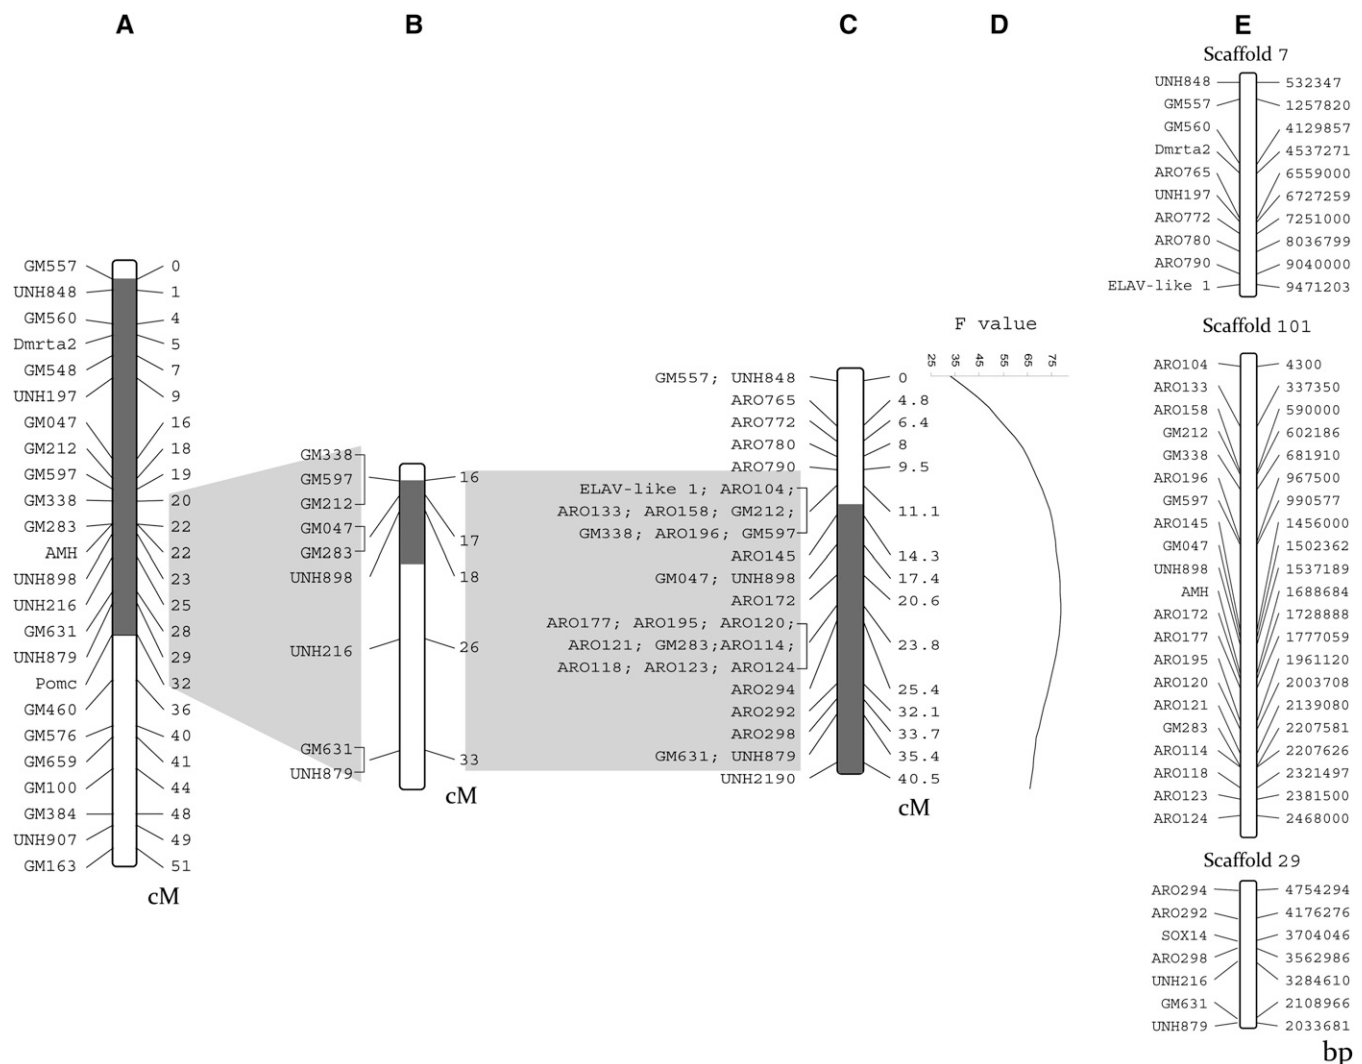 A
B
C
D
E
GM557 0
UNH848 1
GM560 4
Dmrta2 5
GM548 7
UNH197 9
GM047 16
GM212 18
GM597 19
GM338 20
GM283 22
AMH 22
UNH898 23
UNH216 25
GM631 28
UNH879 29
Pomc 32
GM460 36
GM576 40
GM659 41
GM100 44
GM384 48
UNH907 49
GM163 51
cM
GM338
GM597 16
GM212
GM047 17
GM283
UNH898 18
UNH216 26
GM631 33
UNH879
cM
GM557; UNH848 0
ARO765 4.8
ARO772 6.4
ARO780 8
ARO790 9.5
ELAV-like 1; ARO104;
ARO133; ARO158; GM212; 11.1
GM338; ARO196; GM597
ARO145 14.3
GM047; UNH898 17.4
ARO172 20.6
ARO177; ARO195; ARO120;
ARO121; GM283;ARO114; 23.8
ARO118; ARO123; ARO124
ARO294 25.4
ARO292 32.1
ARO298 33.7
GM631; UNH879 35.4
UNH2190 40.5
cM
F value
25 35 45 55 65 75
Scaffold 7
UNH848 532347
GM557 1257820
GM560 4129857
Dmrta2 4537271
ARO765 6559000
UNH197 6727259
ARO772 7251000
ARO780 8036799
ARO790 9040000
ELAV-like 1 9471203
Scaffold 101
ARO104 4300
ARO133 337350
ARO158 590000
GM212 602186
GM338 681910
ARO196 967500
GM597 990577
ARO145 1456000
GM047 1502362
UNH898 1537189
AMH 1688684
ARO172 1728888
ARO177 1777059
ARO195 1961120
ARO120 2003708
ARO121 2139080
GM283 2207581
ARO114 2207626
ARO118 2321497
ARO123 2381500
ARO124 2468000
Scaffold 29
ARO294 4754294
ARO292 4176276
SOX14 3704046
ARO298 3562986
UNH216 3284610
GM631 2108966
UNH879 2033681
bp